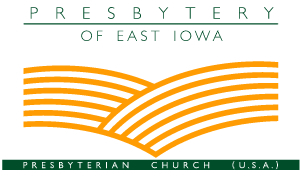 PRESBYTERY
OF EAST IOWA
PRESBYTERIAN CHURCH (U.S.A.)